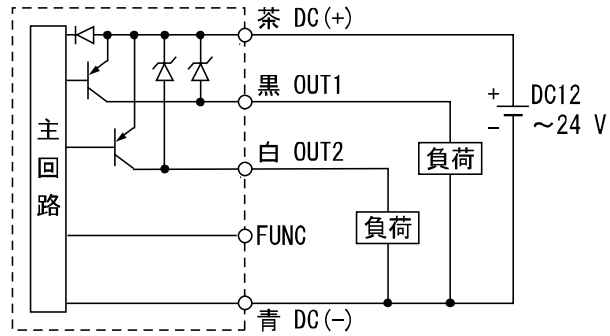 茶 DC(+)
黒 OUT1
白 OUT2
FUNC
青 DC(−)
主回路
負荷
負荷
+
−
DC12
～24 V